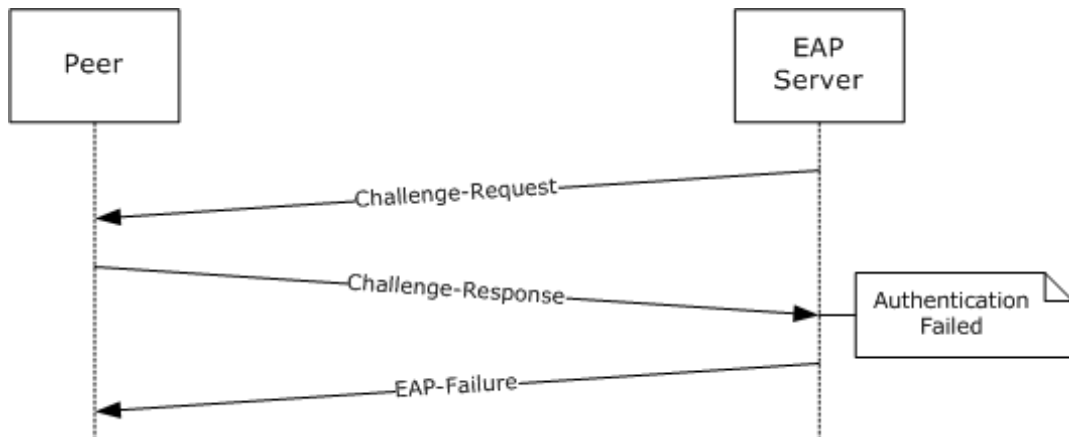 Peer
EAP
Server
Challenge-Request
Challenge-Response
Authentication
Failed
EAP-Failure